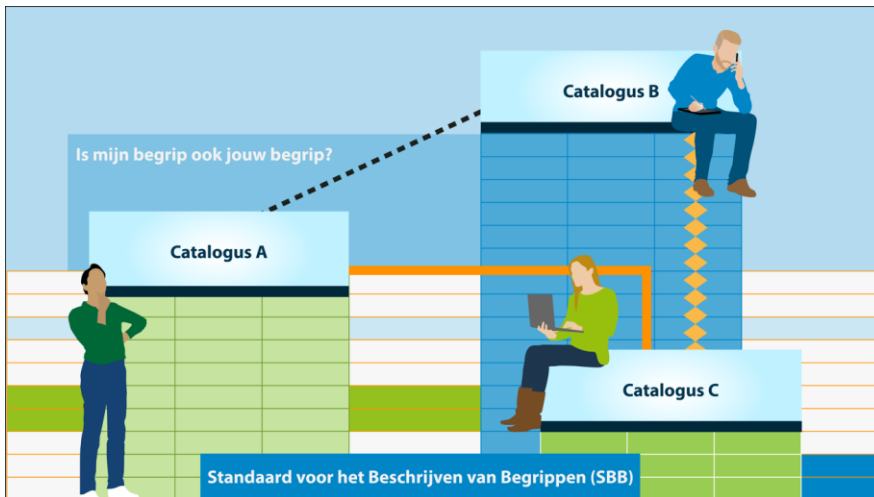 Catalogus B
Is mijn begrip ook jouw begrip?
Catalogus A
Catalogus C
Standaard voor het Beschrijven van Begrippen (SBB)